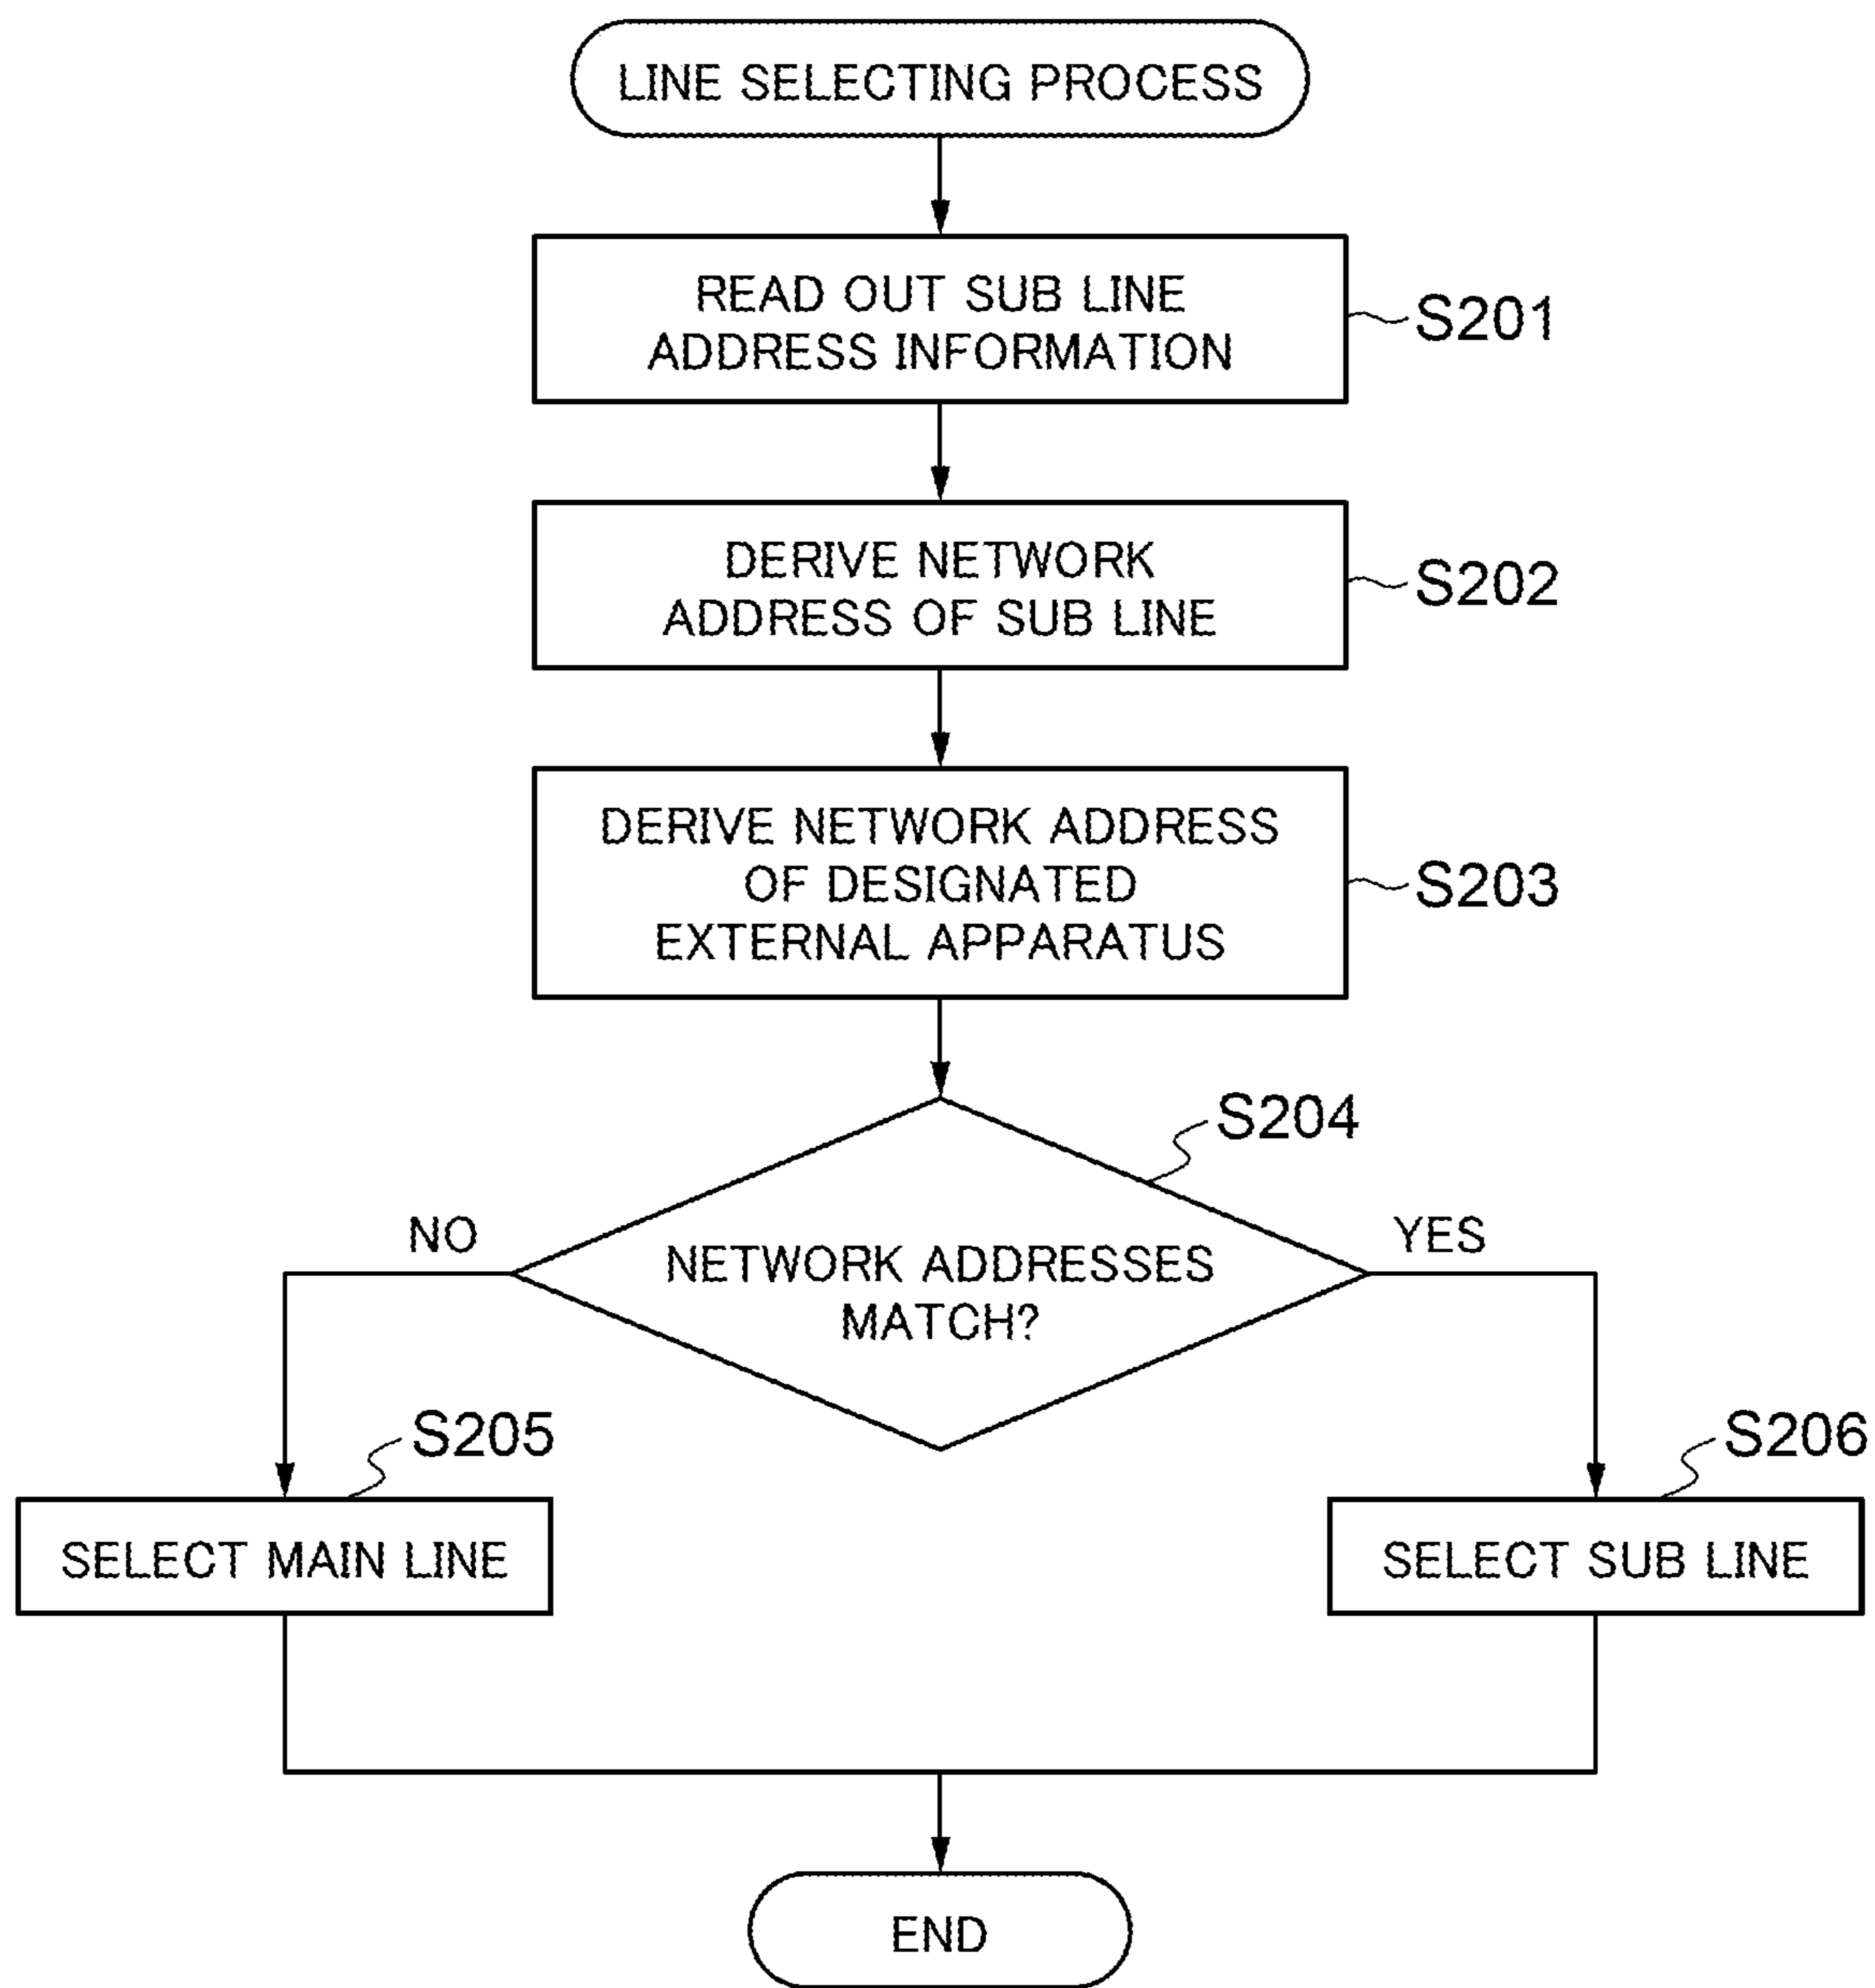 LINE SELECTING PROCESS
READ OUT SUB LINE
ADDRESS INFORMATION
S201
DERIVE NETWORK
ADDRESS OF SUB LINE
S202
DERIVE NETWORK ADDRESS
OF DESIGNATED
EXTERNAL APPARATUS
S203
S204
NO
YES
NETWORK ADDRESSES
MATCH?
S205
S206
SELECT MAIN LINE
SELECT SUB LINE
END